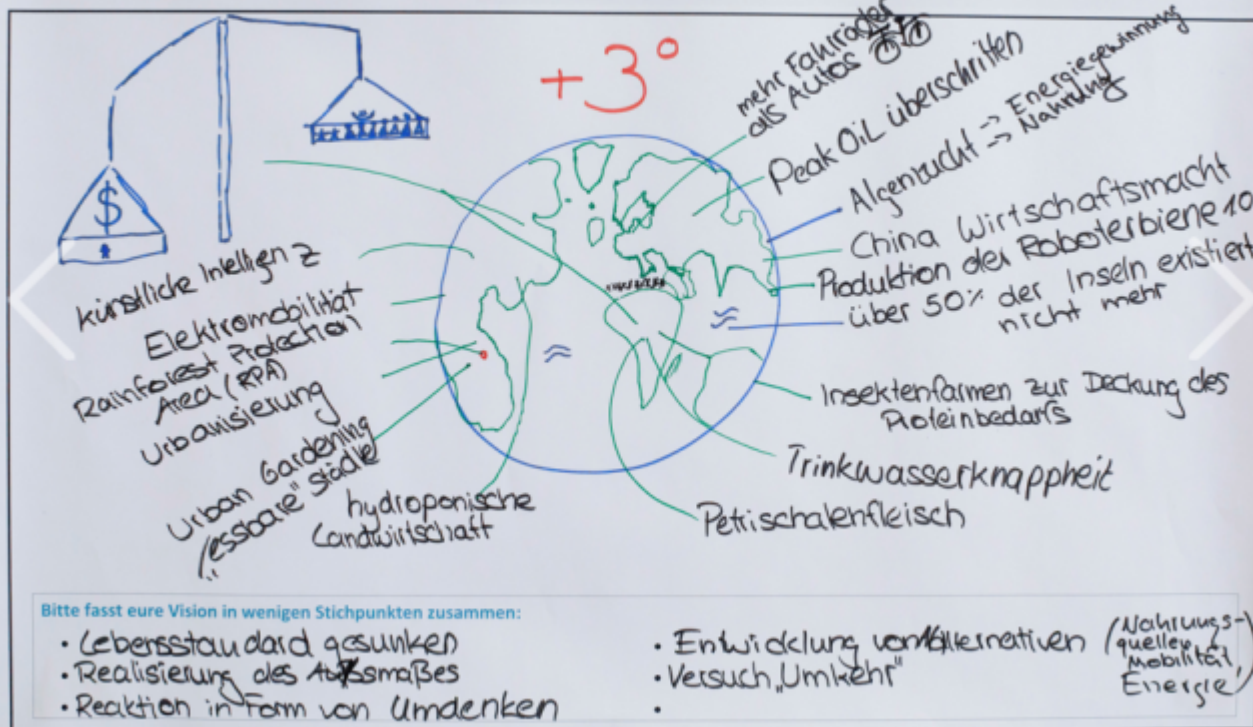 $
+3°
mehr Fahrräder
als Autos
Peak Oil überschritten
Algenzucht -> Energiegewinnung
-> Nahrung
China Wirtschaftsmacht
Produktion der Roboterbiene 10
über 50% der Inseln existiert
nicht mehr
Insektenfarmen zur Deckung des
Proteinbedarfs
Trinkwasserknappheit
Petrischalenfleisch
künstliche Intelligenz
Elektromobilität
Rainforest Protection
Area (RPA)
Urbanisierung
Urban Gardening
„essbare" Städte
hydroponische
Landwirtschaft
Bitte fasst eure Vision in wenigen Stichpunkten zusammen:
• Lebensstandard gesunken
• Realisierung des Ausmaßes
• Reaktion in Form von Umdenken
• Entwicklung von Alternativen (Nahrungs-
quellen,
Mobilität,
Energie)
• Versuch „Umkehr"
•